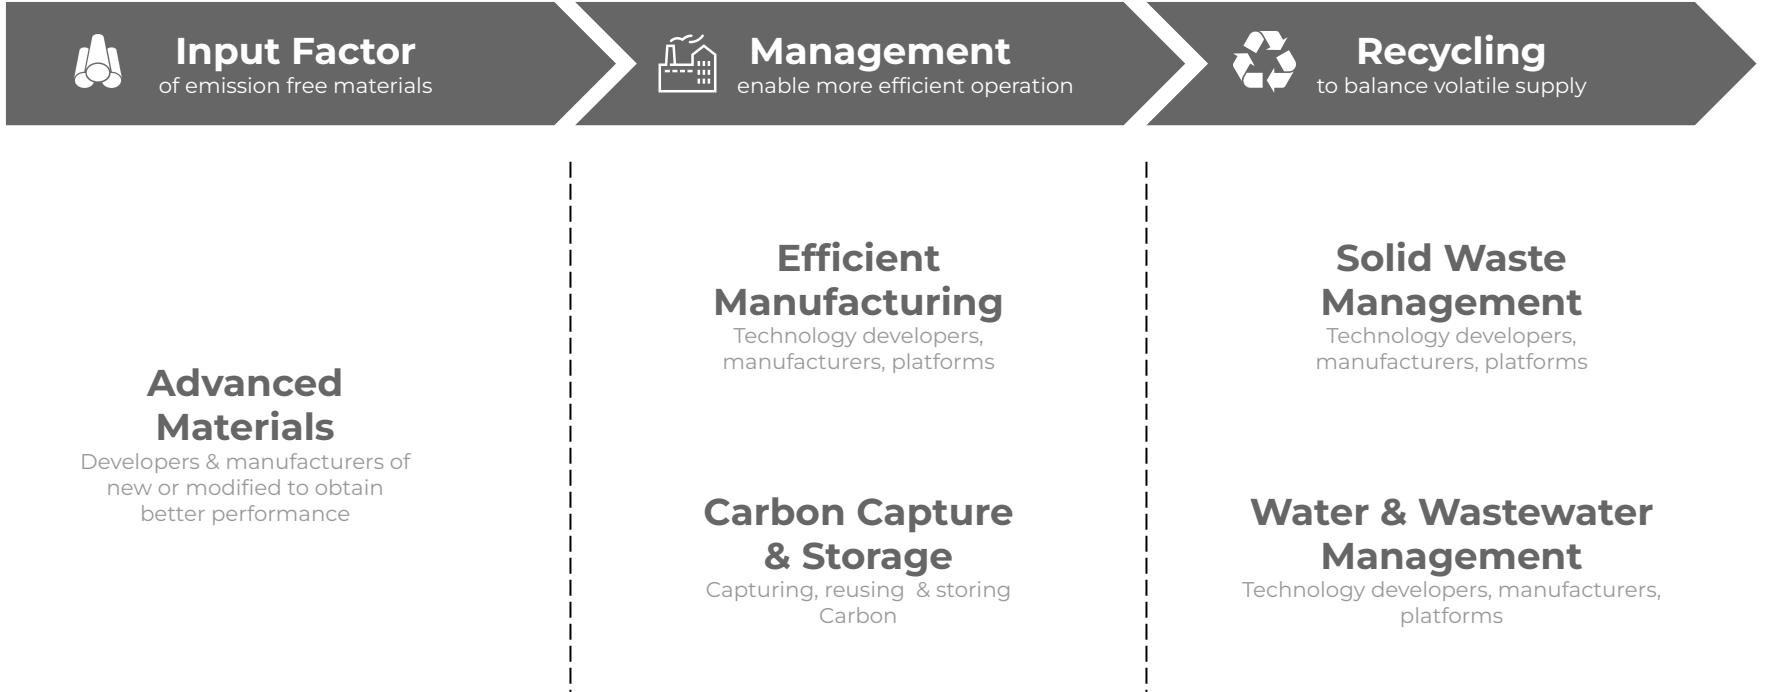 Input Factor
of emission free materials
Management
enable more efficient operation
Recycling
to balance volatile supply
Advanced
Materials
Developers & manufacturers of
new or modified to obtain
better performance
Efficient
Manufacturing
Technology developers,
manufacturers, platforms
Carbon Capture
& Storage
Capturing, reusing  & storing
Carbon
Solid Waste
Management
Technology developers,
manufacturers, platforms
Water & Wastewater
Management
Technology developers, manufacturers,
platforms